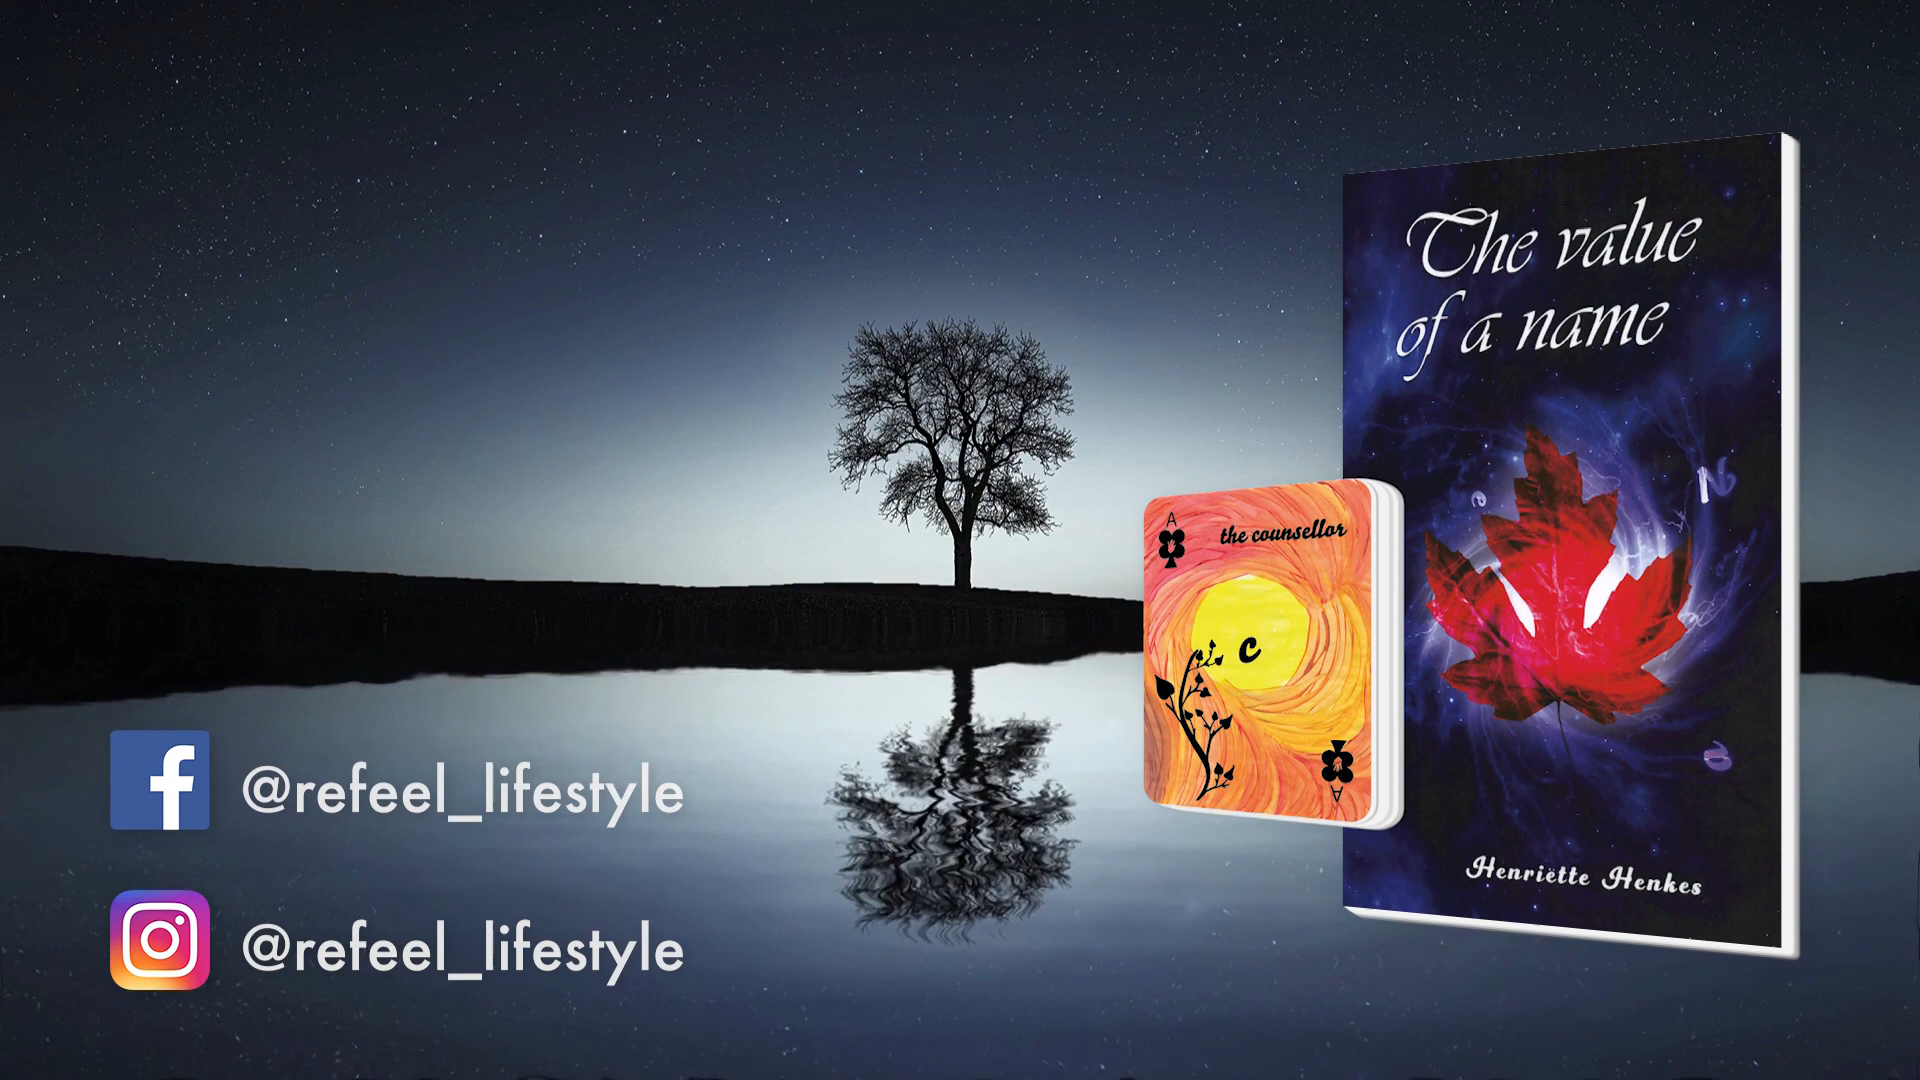 @refeel_lifestyle
@refeel_lifestyle
A
the counsellor
c
A
The value
of a name
e
N
a
Henriëtte Henkes